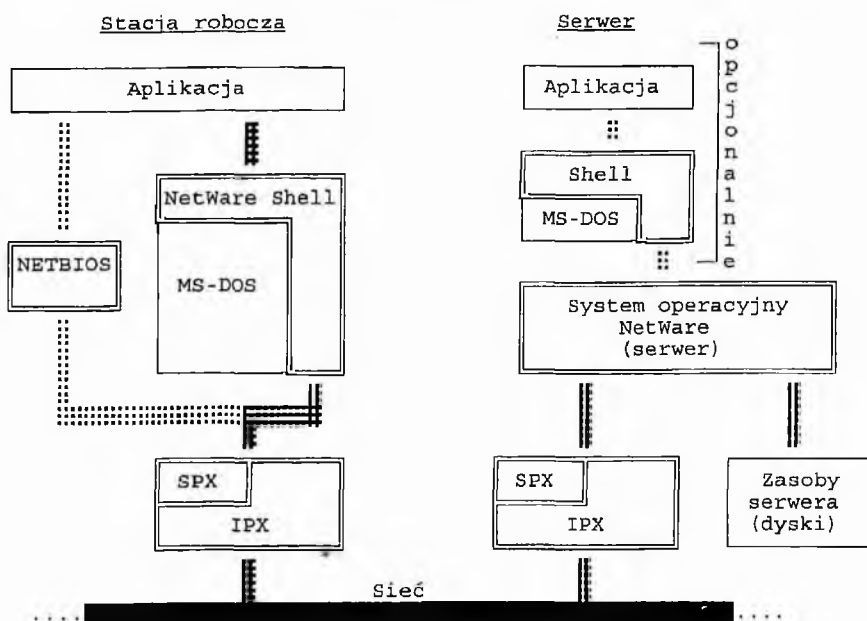 Stacja robocza
Aplikacja
NetWare Shell
MS-DOS
NETBIOS
SPX
IPX
Serwer
Aplikacja
Shell
MS-DOS
opcjonalnie
System operacyjny
NetWare
(serwer)
SPX
IPX
Zasoby
serwera
(dyski)
Sieć